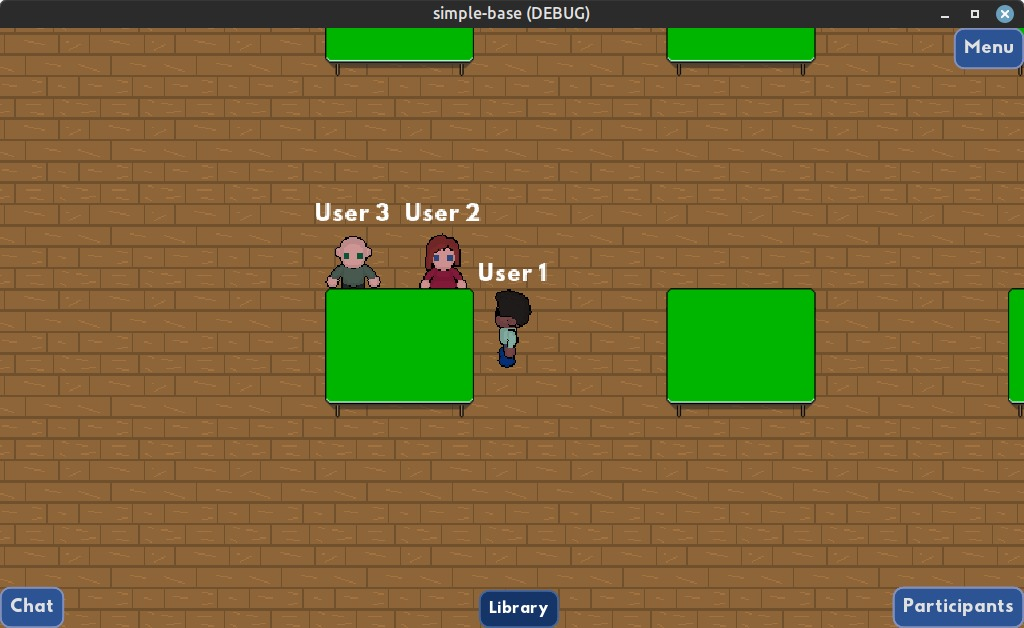 simple-base (DEBUG)
Menu
User 3
User 2
User 1
Chat
Library
Participants